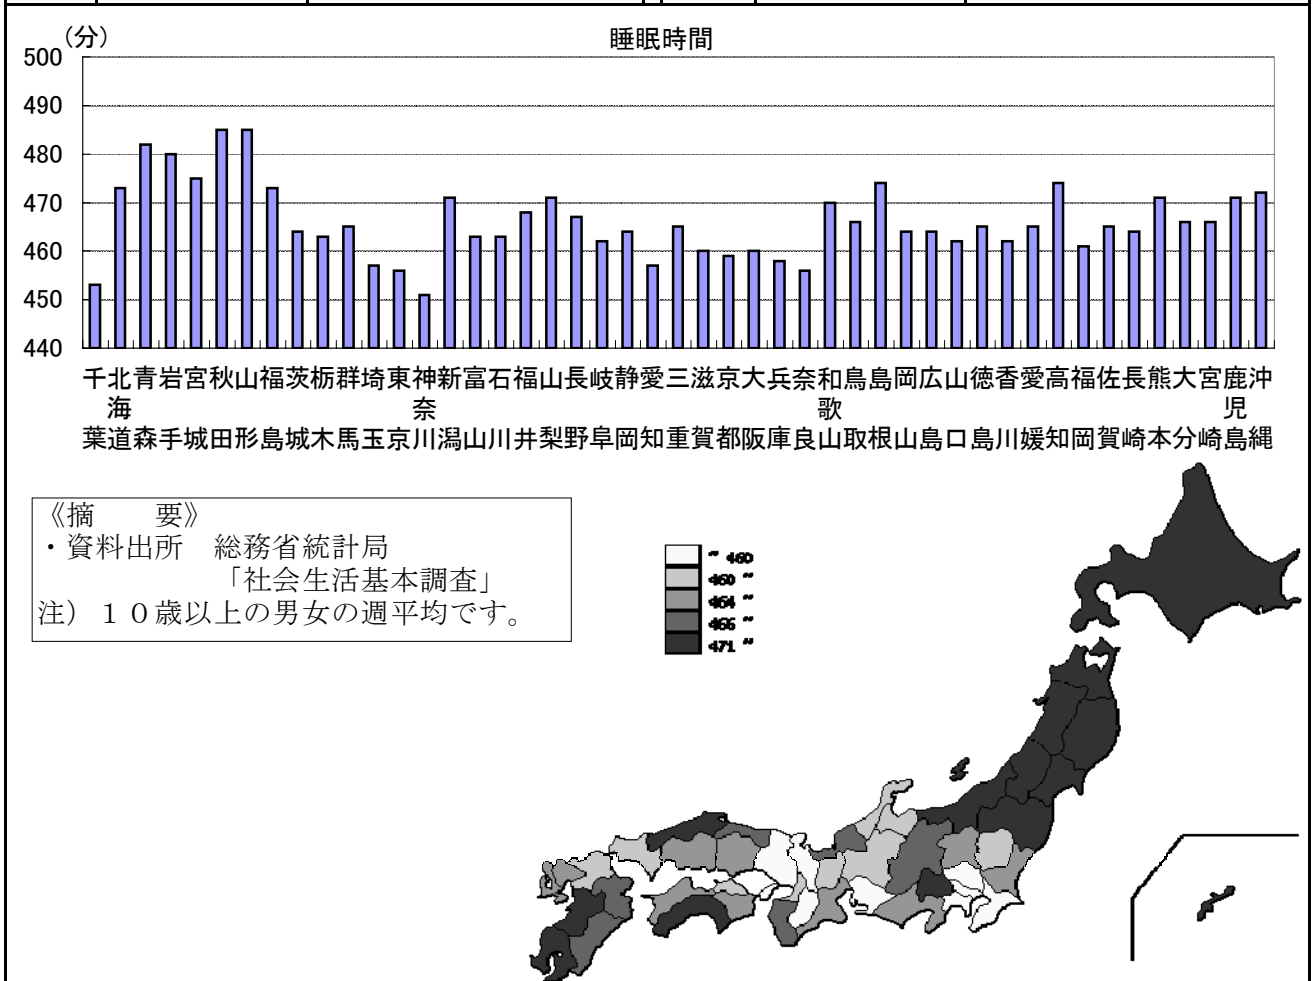 (分)
睡眠時間
500
490
480
470
460
450
440
千葉 北海道 青森 岩手 宮城 秋田 山形 福島 茨城 栃木 群馬 埼玉 東京 神奈川 新潟 富山 石川 福井 山梨 長野 岐阜 静岡 愛知 三重 滋賀 京都 大阪 兵庫 奈良 和歌山 鳥取 島根 岡山 広島 山口 徳島 香川 愛媛 高知 福岡 佐賀 長崎 熊本 大分 宮崎 鹿児島 沖縄
《摘　　要》
・資料出所　総務省統計局
「社会生活基本調査」
注）１０歳以上の男女の週平均です。
~ 460
460 ~
464 ~
466 ~
471 ~